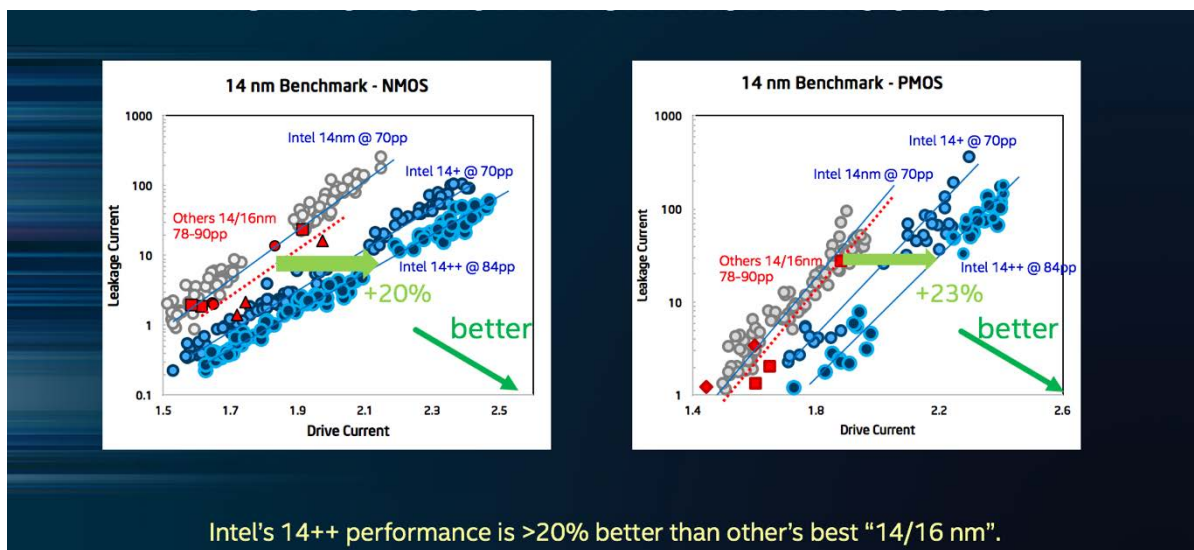 14 nm Benchmark - NMOS
1000
100
10
1
0.1
Leakage Current
Intel 14nm @ 70pp
Intel 14+ @ 70pp
Others 14/16nm
78-90pp
Intel 14++ @ 84pp
+20%
better
1.5 1.7 1.9 2.1 2.3 2.5
Drive Current
14 nm Benchmark - PMOS
1000
100
10
1
Leakage Current
Intel 14+ @ 70pp
Intel 14nm @ 70pp
Others 14/16nm
78-90pp
Intel 14++ @ 84pp
+23%
better
1.4 1.8 2.2 2.6
Drive Current
Intel's 14++ performance is >20% better than other's best “14/16 nm”.